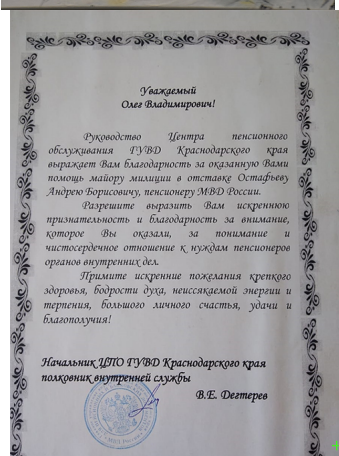 Уважаемый
Олег Владимирович!
Руководство Центра пенсионного
обслуживания ГУВД Краснодарского края
выражает Вам благодарность за оказанную Вами
помощь майору милиции в отставке Остафьеву
Андрею Борисовичу, пенсионеру МВД России.
Разрешите выразить Вам искреннюю
признательность и благодарность за внимание,
которое Вы оказали, за понимание и
чистосердечное отношение к нуждам пенсионеров
органов внутренних дел.
Примите искренние пожелания крепкого
здоровья, бодрости духа, неиссякаемой энергии и
терпения, большого личного счастья, удачи и
благополучия!
Начальник ЦПО ГУВД Краснодарского края
полковник внутренней службы
В.Е. Дегтерев